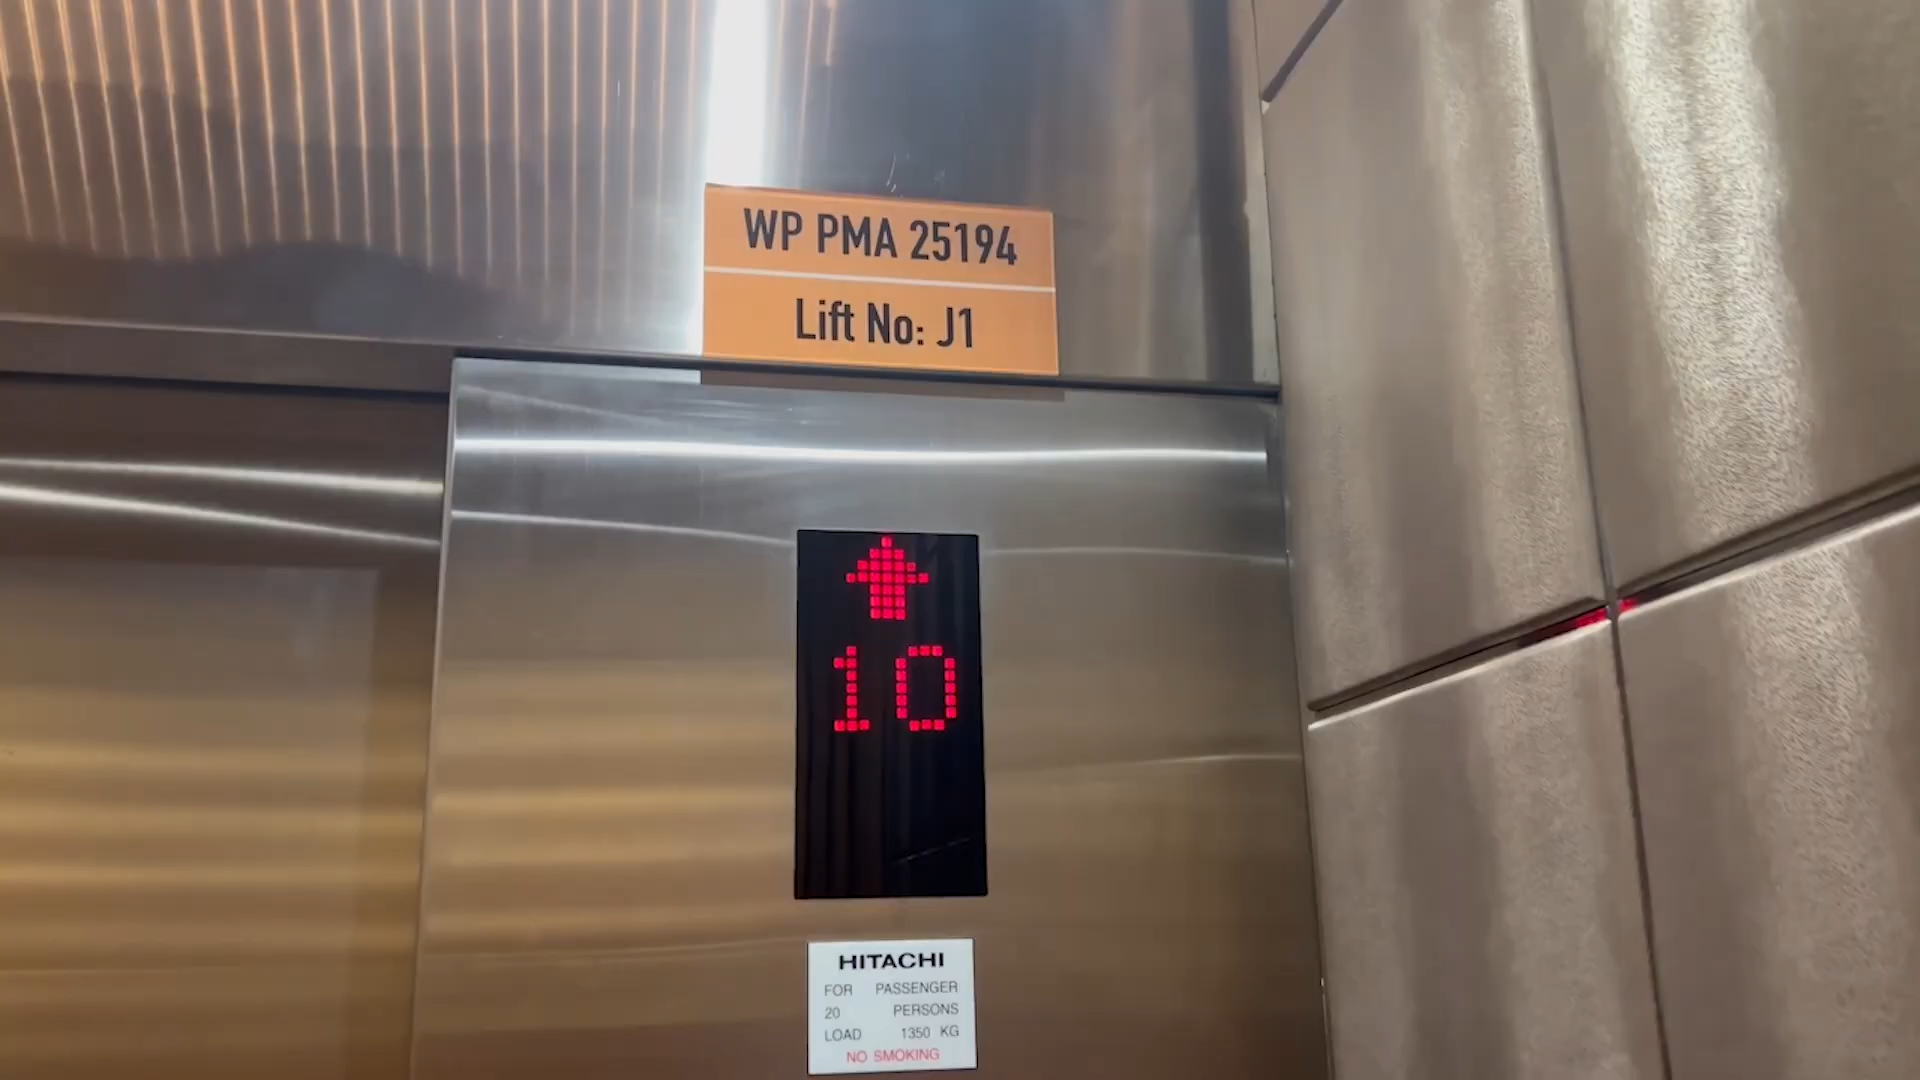 WP PMA 25194
Lift No: J1
10
HITACHI
FOR PASSENGER
20 PERSONS
LOAD 1350 KG
NO SMOKING